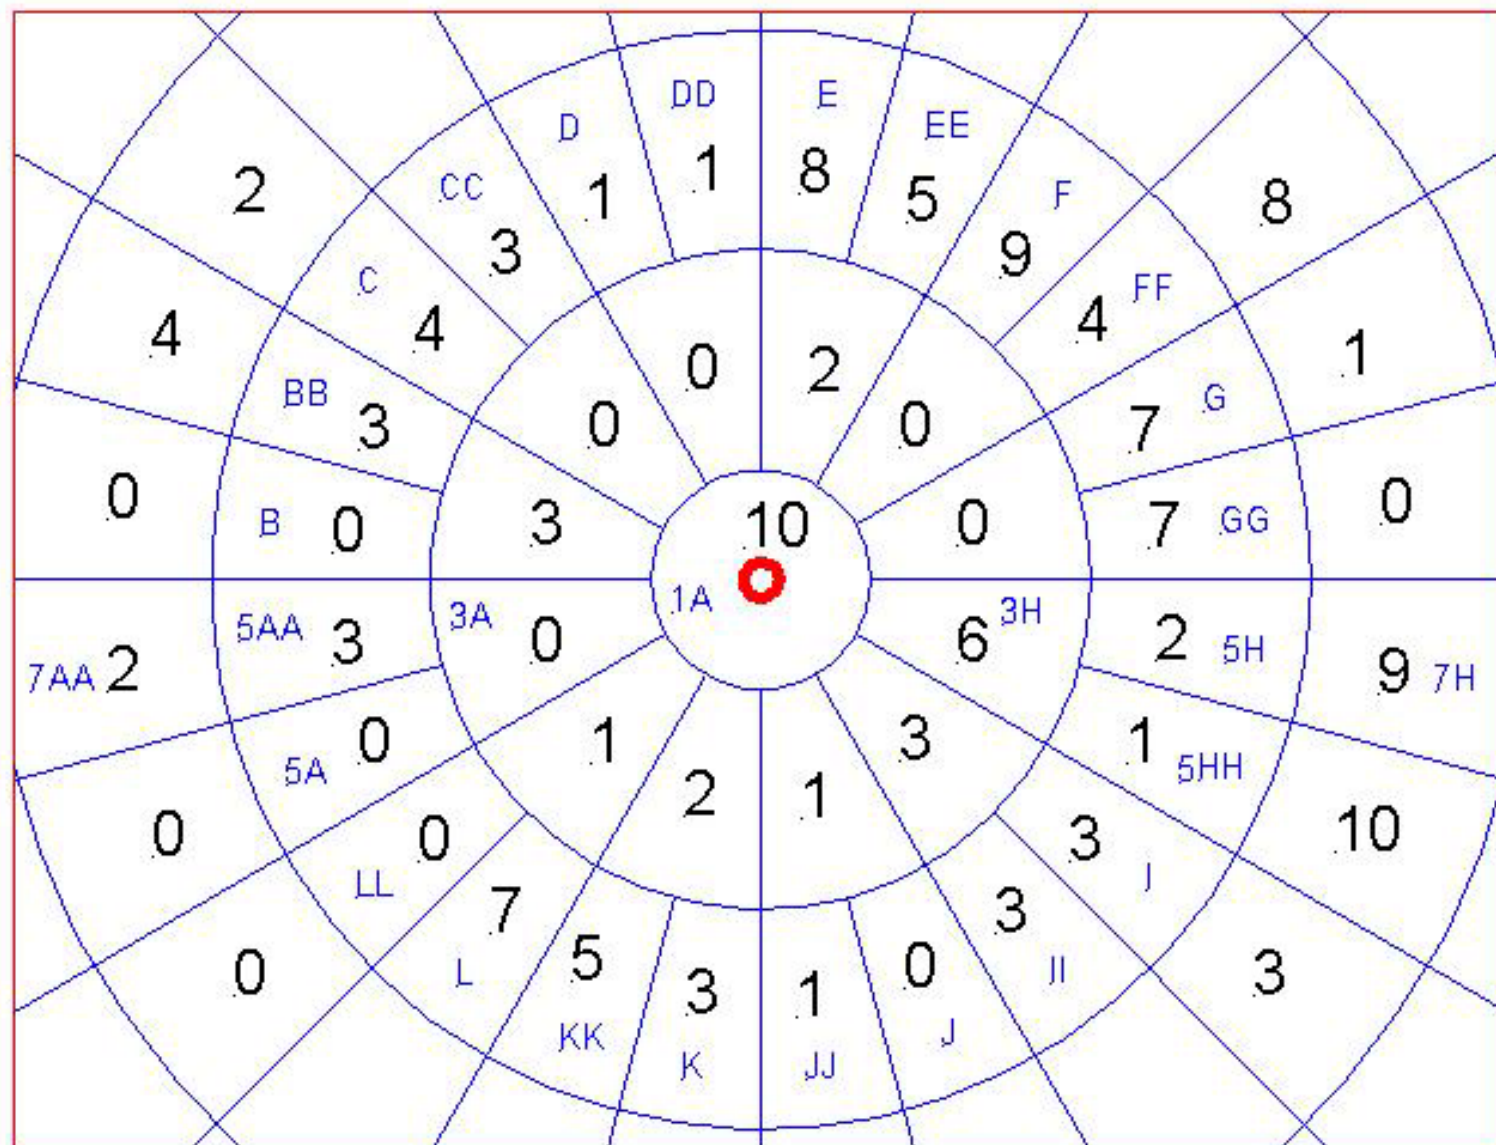 DD E
D EE
1 8
CC F
2 1 5 8
3 9
C FF
4 4 4
0 2 1
BB G
3 0 0 7
0 3 10 0 7 GG 0
B 0
1A
5AA 3 3A 0 6 3H 2 5H
7AA 2 9 7H
0 1 3 1
5A 5HH
2 1
0 0 3 10
LL I
7 3
5 0
0 L 3 1 II 3
KK J
K JJ